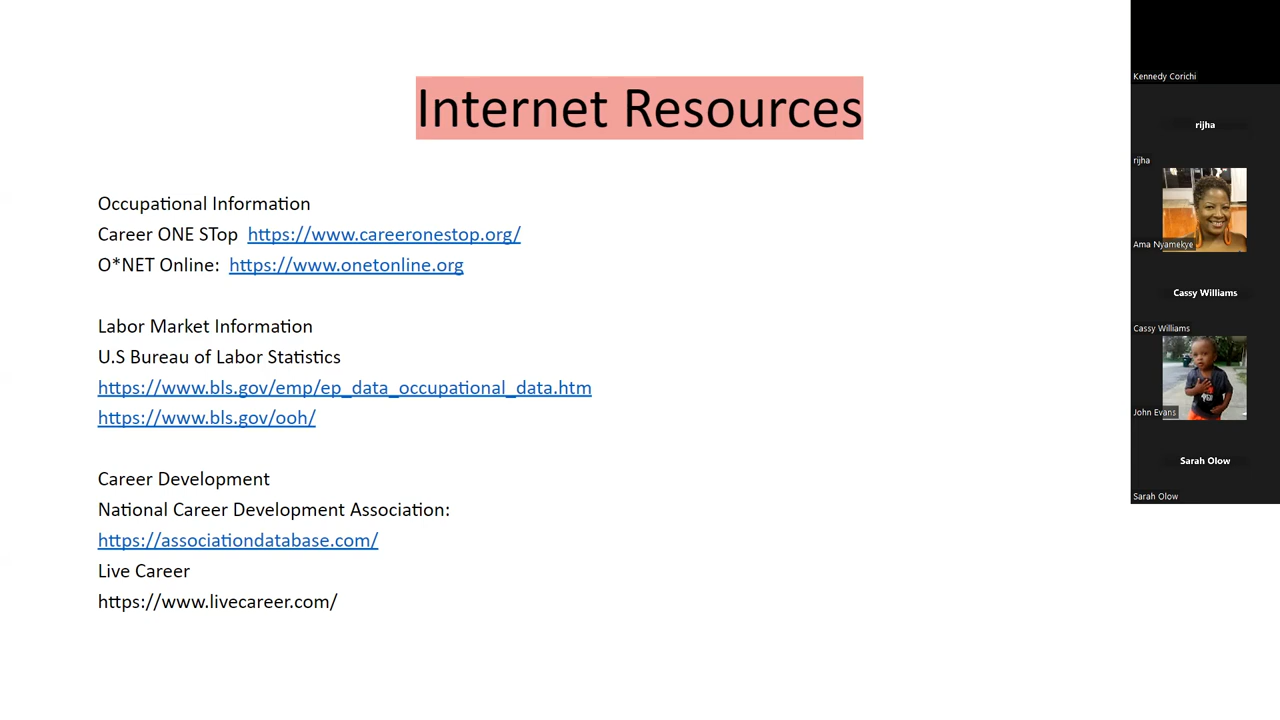 Internet Resources
Occupational Information
Career ONE STop https://www.careeronestop.org/
O*NET Online: https://www.onetonline.org
Labor Market Information
U.S Bureau of Labor Statistics
https://www.bls.gov/emp/ep_data_occupational_data.htm
https://www.bls.gov/ooh/
Career Development
National Career Development Association:
https://associationdatabase.com/
Live Career
https://www.livecareer.com/
Kennedy Corichi
rijha
rijha
Ama Nyamekye
Cassy Williams
Cassy Williams
John Evans
Sarah Olow
Sarah Olow